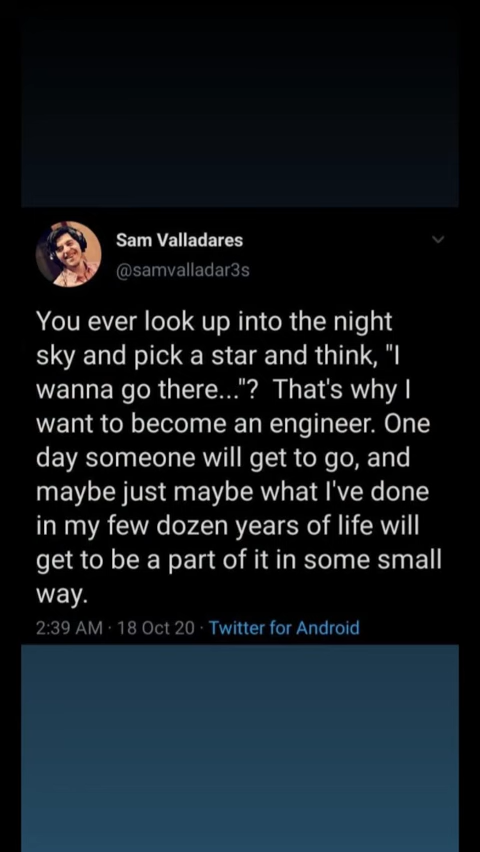 Sam Valladares
@samvalladar3s
You ever look up into the night
sky and pick a star and think, "I
wanna go there..."?  That's why I
want to become an engineer. One
day someone will get to go, and
maybe just maybe what I've done
in my few dozen years of life will
get to be a part of it in some small
way.
2:39 AM · 18 Oct 20 · Twitter for Android